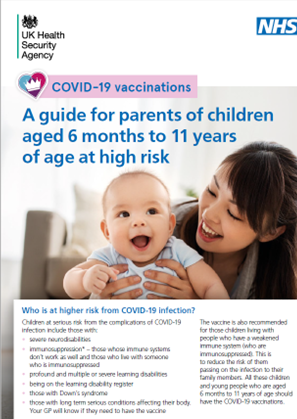 UK Health
Security
Agency
NHS
COVID-19 vaccinations
A guide for parents of children
aged 6 months to 11 years
of age at high risk
Who is at higher risk from COVID-19 infection?
Children at serious risk from the complications of COVID-19
infection include those with:
• severe neurodisabilities
• immunosuppression* – those whose immune systems
don't work as well and those who live with someone
who is immunosuppressed
• profound and multiple or severe learning disabilities
• being on the learning disability register
• those with Down's syndrome
• those with long term serious conditions affecting their body.
Your GP will know if they need to have the vaccine
The vaccine is also recommended
for those children living with
people who have a weakened
immune system (who are
immunosuppressed). This is
to reduce the risk of them
passing on the infection to their
family members. All these children
and young people who are aged
6 months to 11 years of age should
have the COVID-19 vaccinations.